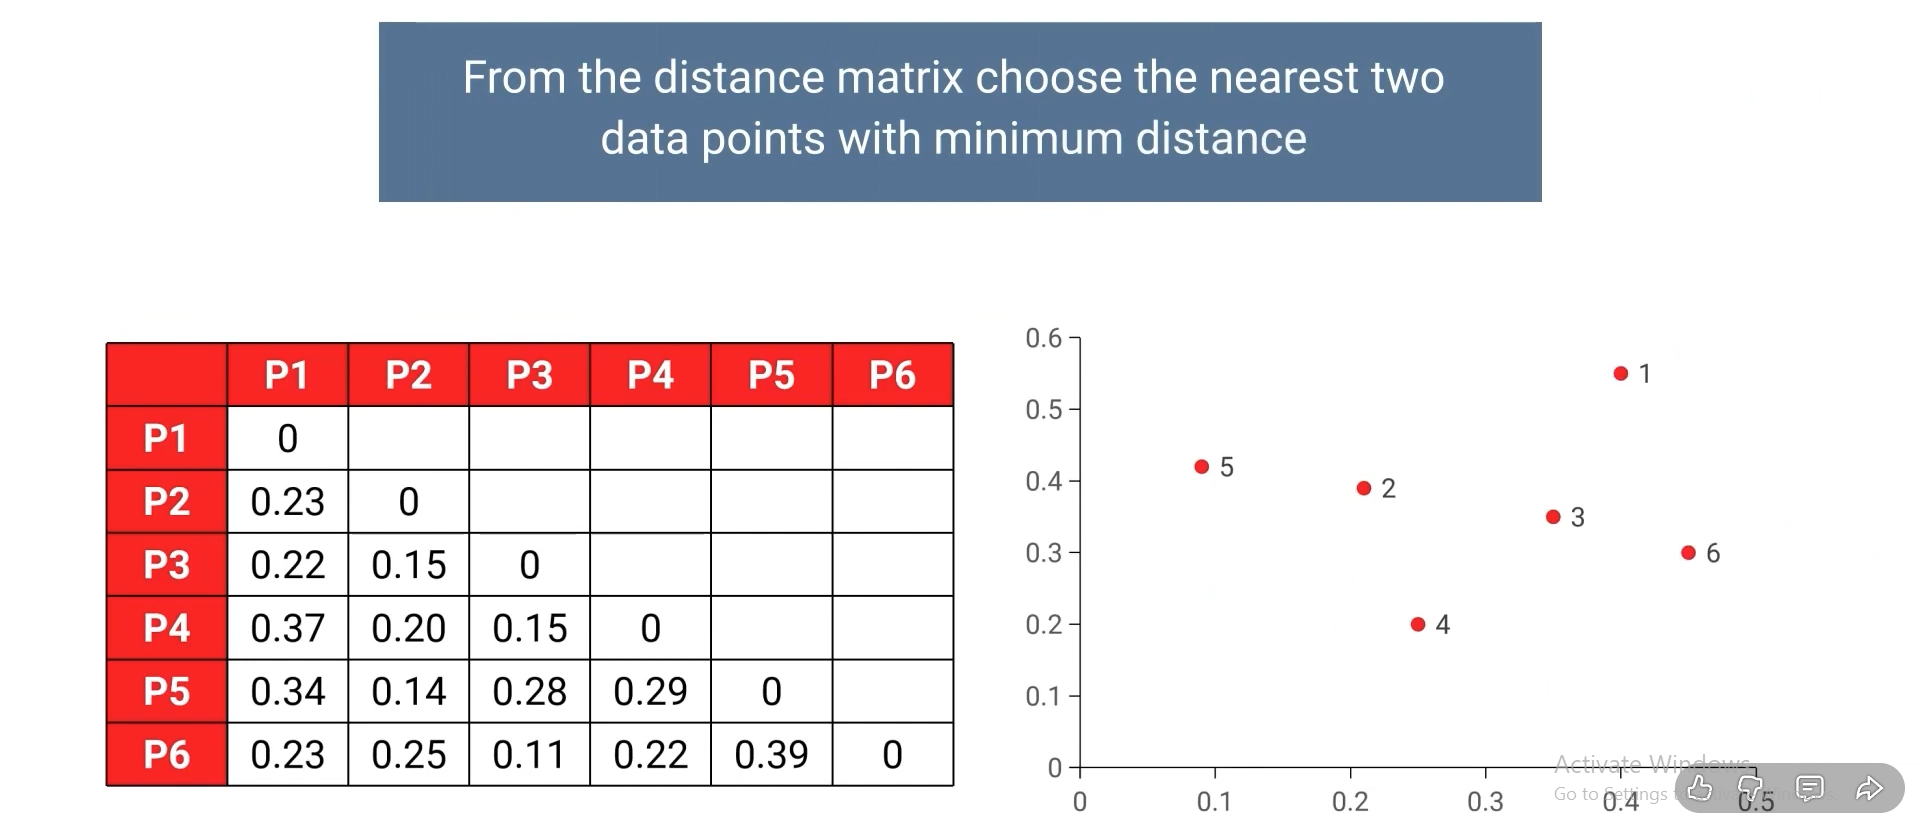 From the distance matrix choose the nearest two
data points with minimum distance
P1 P2 P3 P4 P5 P6
P1 0
P2 0.23 0
P3 0.22 0.15 0
P4 0.37 0.20 0.15 0
P5 0.34 0.14 0.28 0.29 0
P6 0.23 0.25 0.11 0.22 0.39 0
0.6
1
0.5
5
0.4
2
3
0.3
6
0.2
4
0.1
0
0 0.1 0.2 0.3 0.4 0.5
Activate Windows
Go to Settings